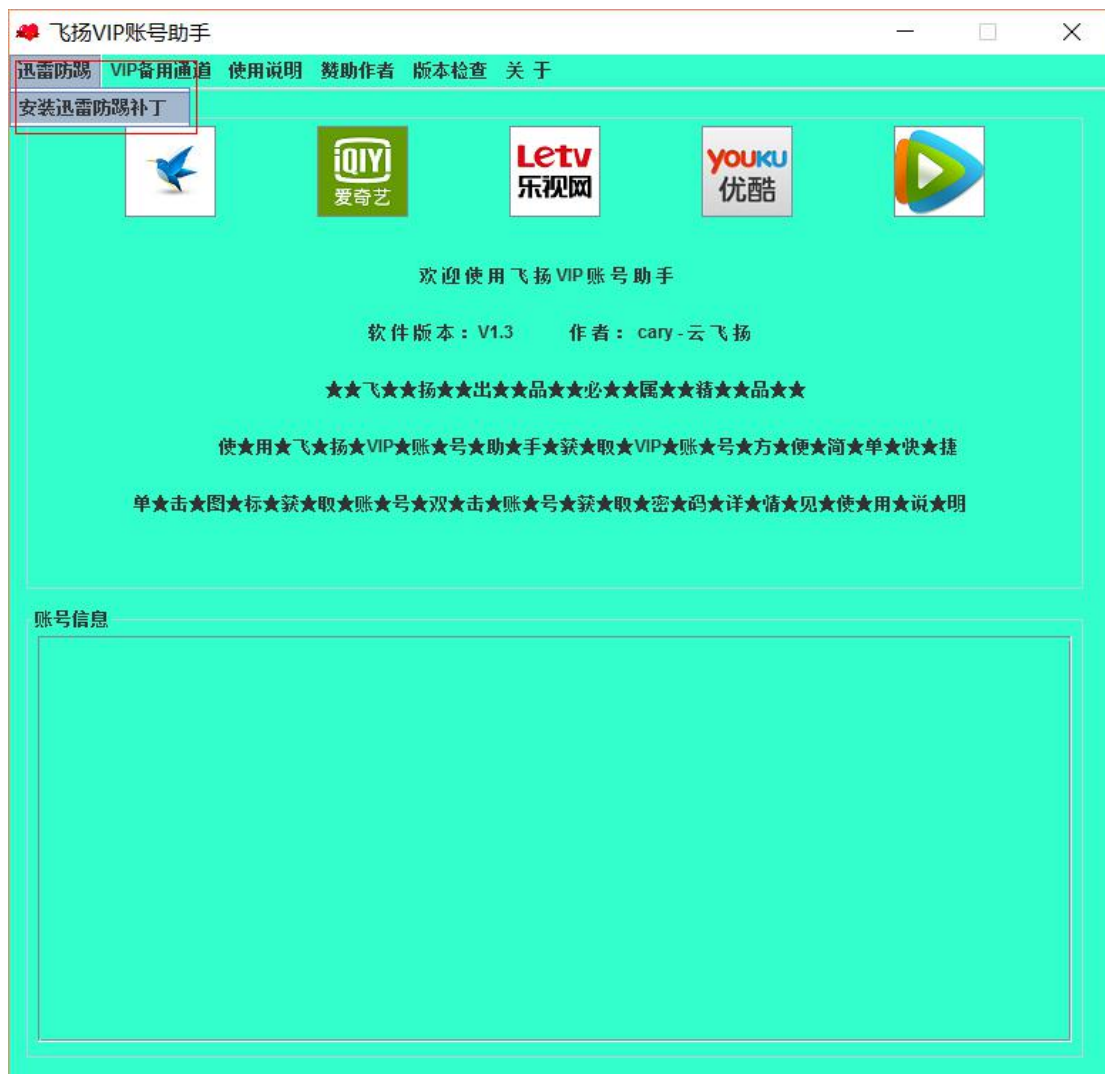 飞扬VIP账号助手
迅雷防踢 VIP备用通道 使用说明 赞助作者 版本检查 关 于
安装迅雷防踢补丁
iQIYI 爱奇艺
Letv 乐视网
YOUKU 优酷
欢迎使用飞扬VIP账号助手
软件版本：V1.3 作者：cary-云飞扬
★★飞★★扬★★出★★品★★必★★属★★精★★品★★
使★用★飞★扬★VIP★账★号★助★手★获★取★VIP★账★号★方★便★简★单★快★捷
单★击★图★标★获★取★账★号★双★击★账★号★获★取★密★码★详★情★见★使★用★说★明
账号信息